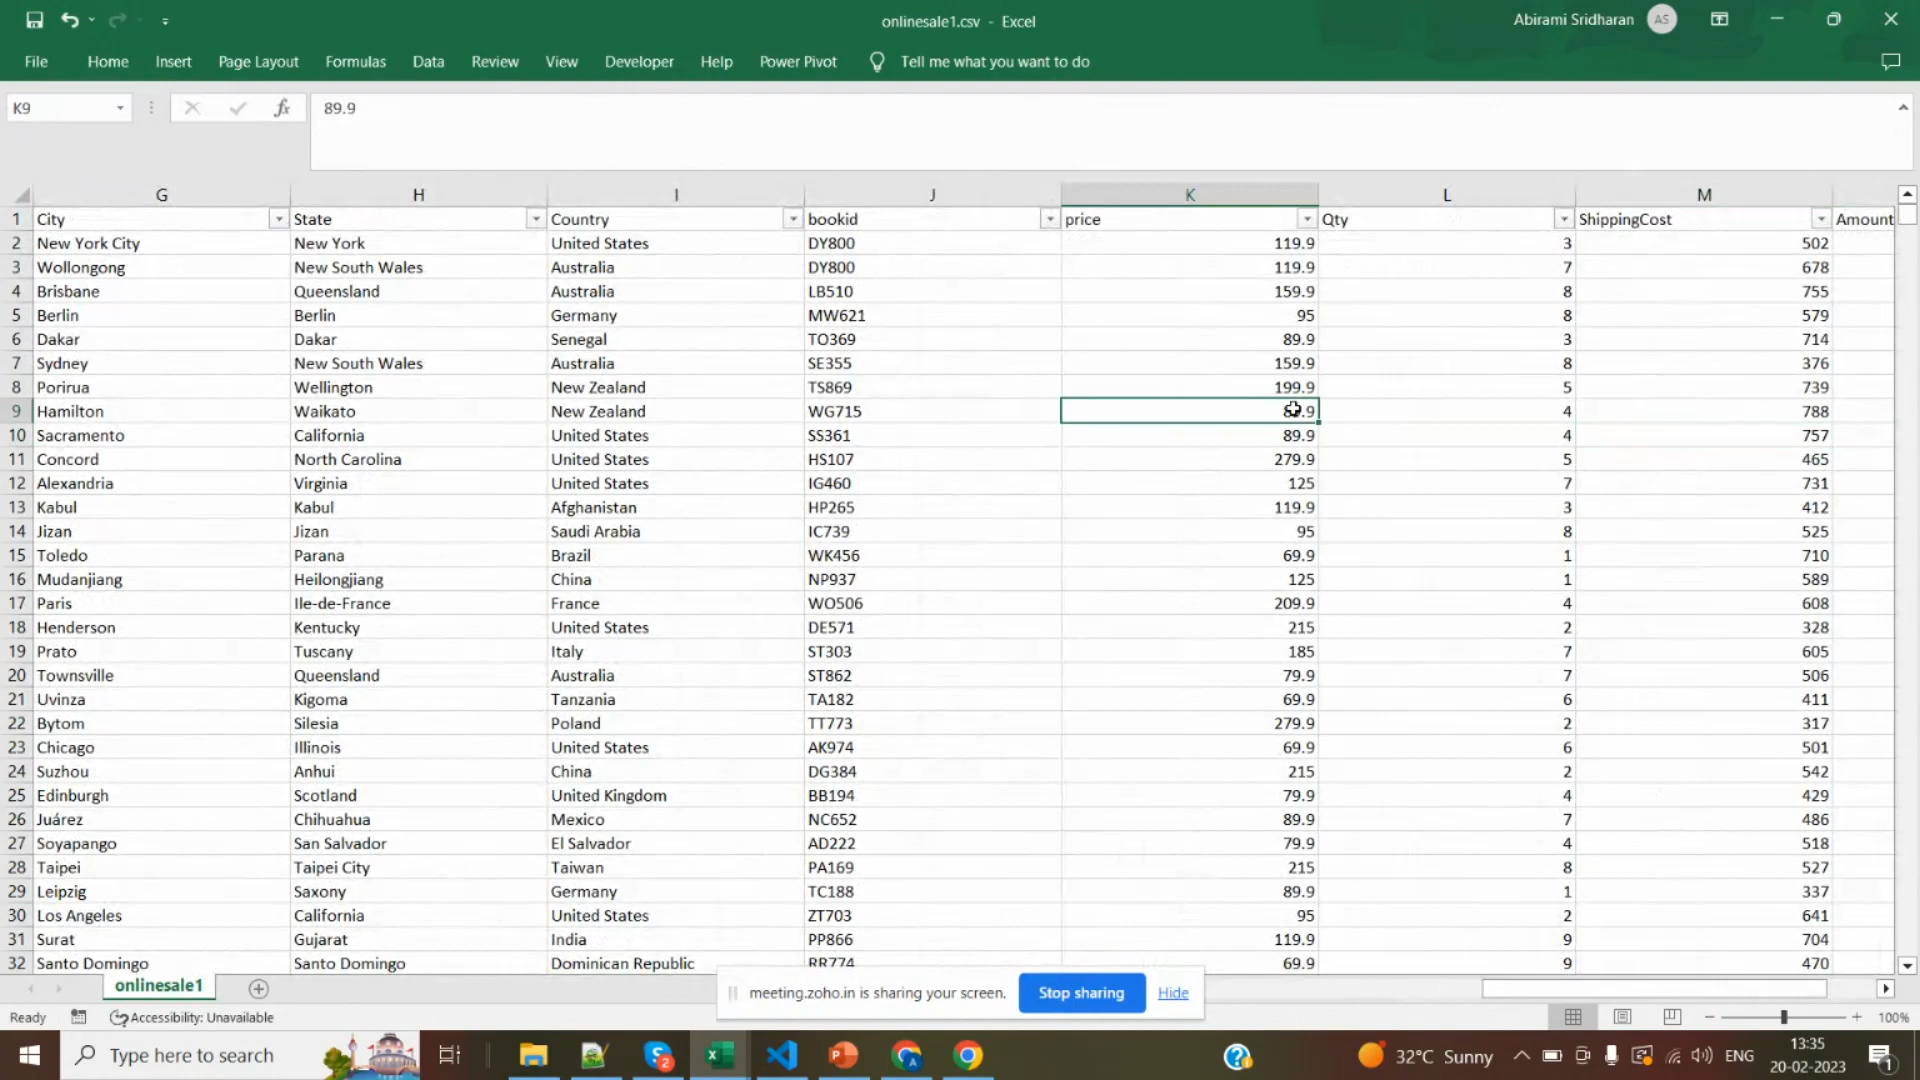 onlinesale1.csv - Excel
Abirami Sridharan AS
File Home Insert Page Layout Formulas Data Review View Developer Help Power Pivot Tell me what you want to do
K9 fx 89.9
G H I J K L M
1 City State Country bookid price Qty ShippingCost Amount
2 New York City New York United States DY800 119.9 3 502
3 Wollongong New South Wales Australia DY800 119.9 7 678
4 Brisbane Queensland Australia LB510 159.9 8 755
5 Berlin Berlin Germany MW621 95 8 579
6 Dakar Dakar Senegal TO369 89.9 3 714
7 Sydney New South Wales Australia SE355 159.9 8 376
8 Porirua Wellington New Zealand TS869 199.9 5 739
9 Hamilton Waikato New Zealand WG715 89.9 4 788
10 Sacramento California United States SS361 89.9 4 757
11 Concord North Carolina United States HS107 279.9 5 465
12 Alexandria Virginia United States IG460 125 7 731
13 Kabul Kabul Afghanistan HP265 119.9 3 412
14 Jizan Jizan Saudi Arabia IC739 95 8 525
15 Toledo Parana Brazil WK456 69.9 1 710
16 Mudanjiang Heilongjiang China NP937 125 1 589
17 Paris Ile-de-France France WO506 209.9 4 608
18 Henderson Kentucky United States DE571 215 2 328
19 Prato Tuscany Italy ST303 185 7 605
20 Townsville Queensland Australia ST862 79.9 7 506
21 Uvinza Kigoma Tanzania TA182 69.9 6 411
22 Bytom Silesia Poland TT773 279.9 2 317
23 Chicago Illinois United States AK974 69.9 6 501
24 Suzhou Anhui China DG384 215 2 542
25 Edinburgh Scotland United Kingdom BB194 79.9 4 429
26 Juárez Chihuahua Mexico NC652 89.9 7 486
27 Soyapango San Salvador El Salvador AD222 79.9 4 518
28 Taipei Taipei City Taiwan PA169 215 8 527
29 Leipzig Saxony Germany TC188 89.9 1 337
30 Los Angeles California United States ZT703 95 2 641
31 Surat Gujarat India PP866 119.9 9 704
32 Santo Domingo Santo Domingo Dominican Republic RR774 69.9 9 470
onlinesale1
meeting.zoho.in is sharing your screen. Stop sharing Hide
Ready Accessibility: Unavailable 100%
Type here to search 2 32°C Sunny ENG 13:35
20-02-2023 1